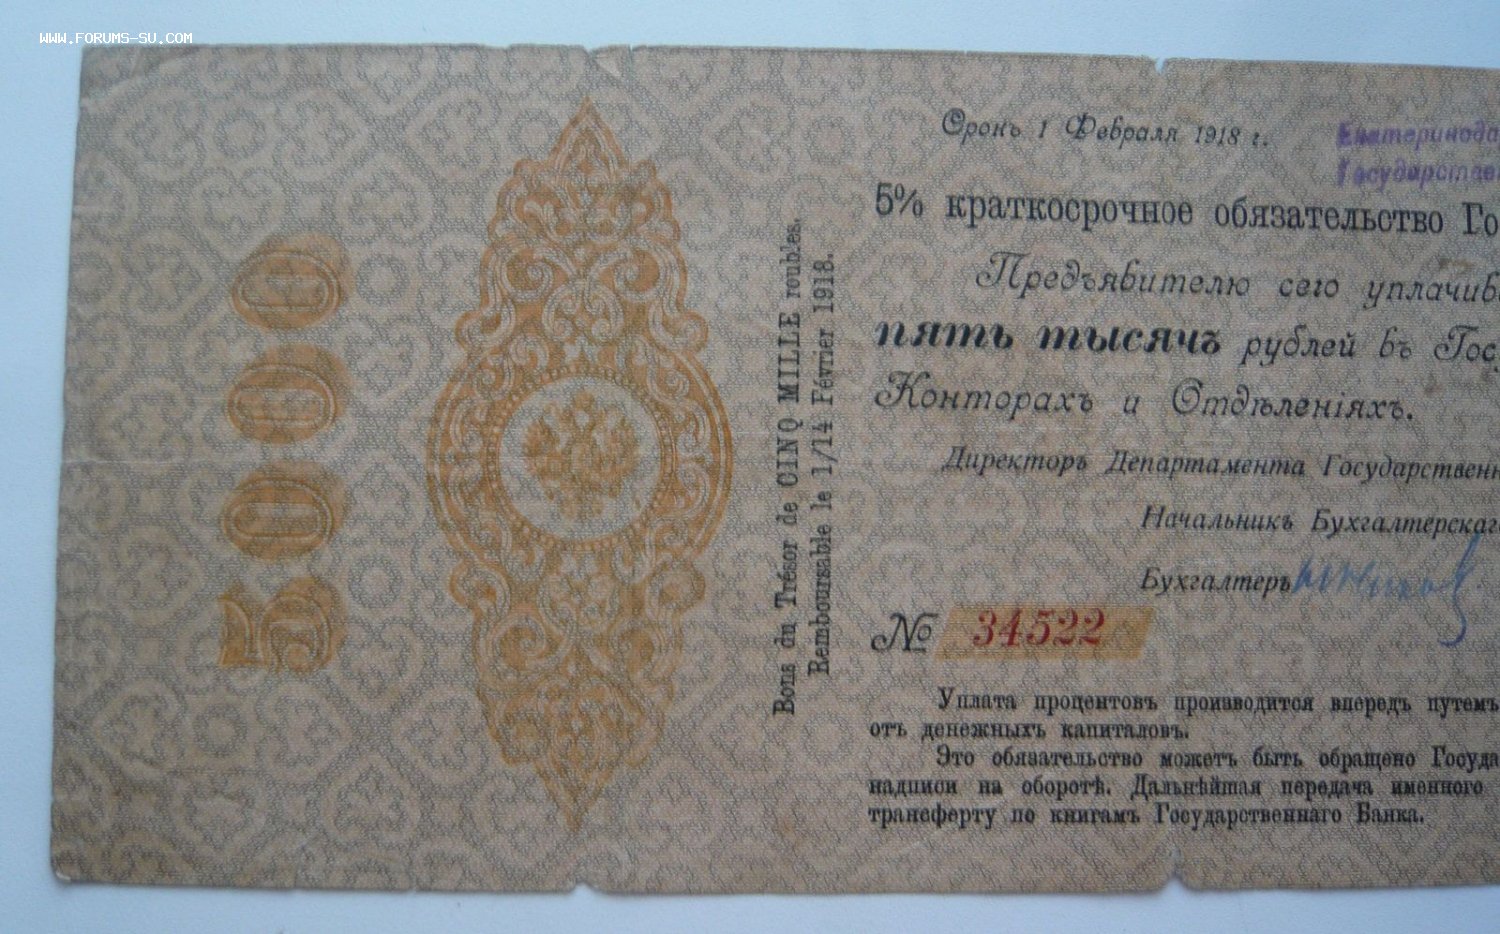 WWW.FORUMS-SU.COM
5000
Bons du Trésor de CINQ MILLE roubles.
Remboursable le 1/14 Février 1918.
Срокъ 1 Февраля 1918 г.
Екатеринода
Государствен
5% краткосрочное обязательство Го
Предъявителю сего уплачив
пять тысячъ рублей въ Гос
Конторахъ и Отдѣленіяхъ.
Директоръ Департамента Государственн
Начальникъ Бухгалтерскаг
Бухгалтеръ
№ 34522
Уплата процентовъ производится впередъ путемъ
отъ денежныхъ капиталовъ.
Это обязательство можетъ быть обращено Госуда
надписи на оборотѣ. Дальнѣйшая передача именного
трансферту по книгамъ Государственнаго Банка.